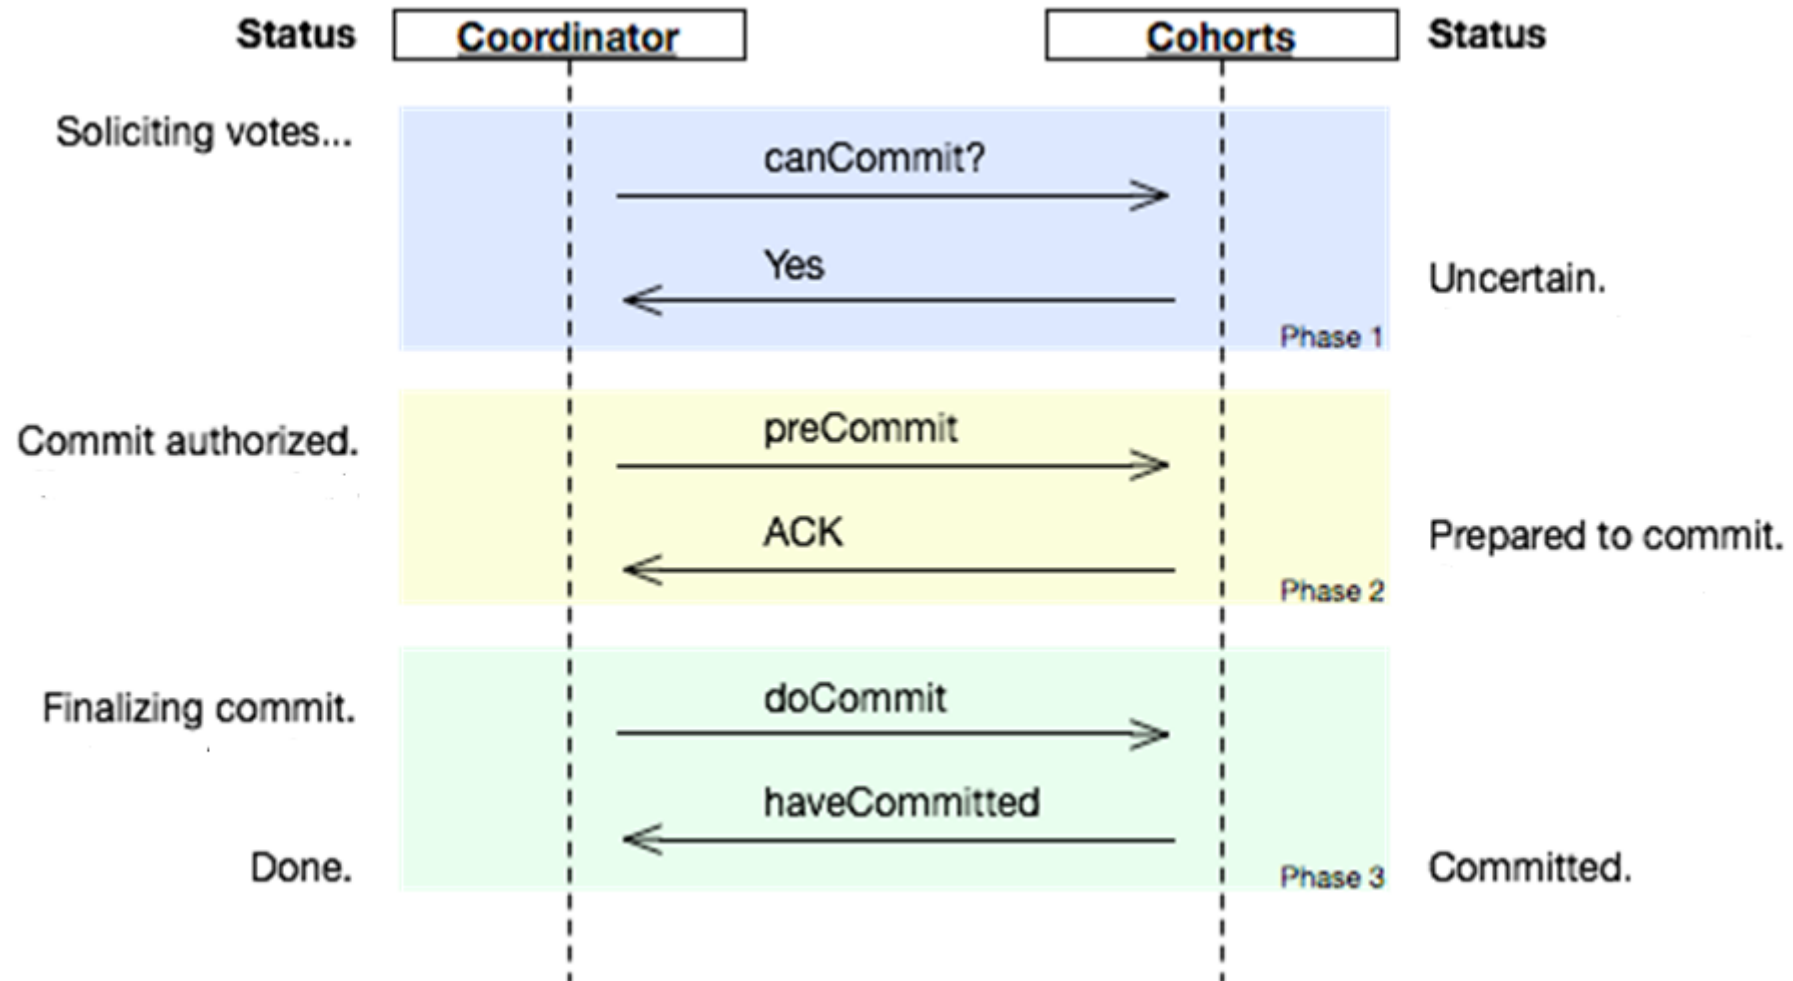 Status Coordinator Cohorts Status
Soliciting votes...
canCommit?
Yes
Uncertain.
Phase 1
Commit authorized.
preCommit
ACK
Prepared to commit.
Phase 2
Finalizing commit.
doCommit
haveCommitted
Done.
Committed.
Phase 3